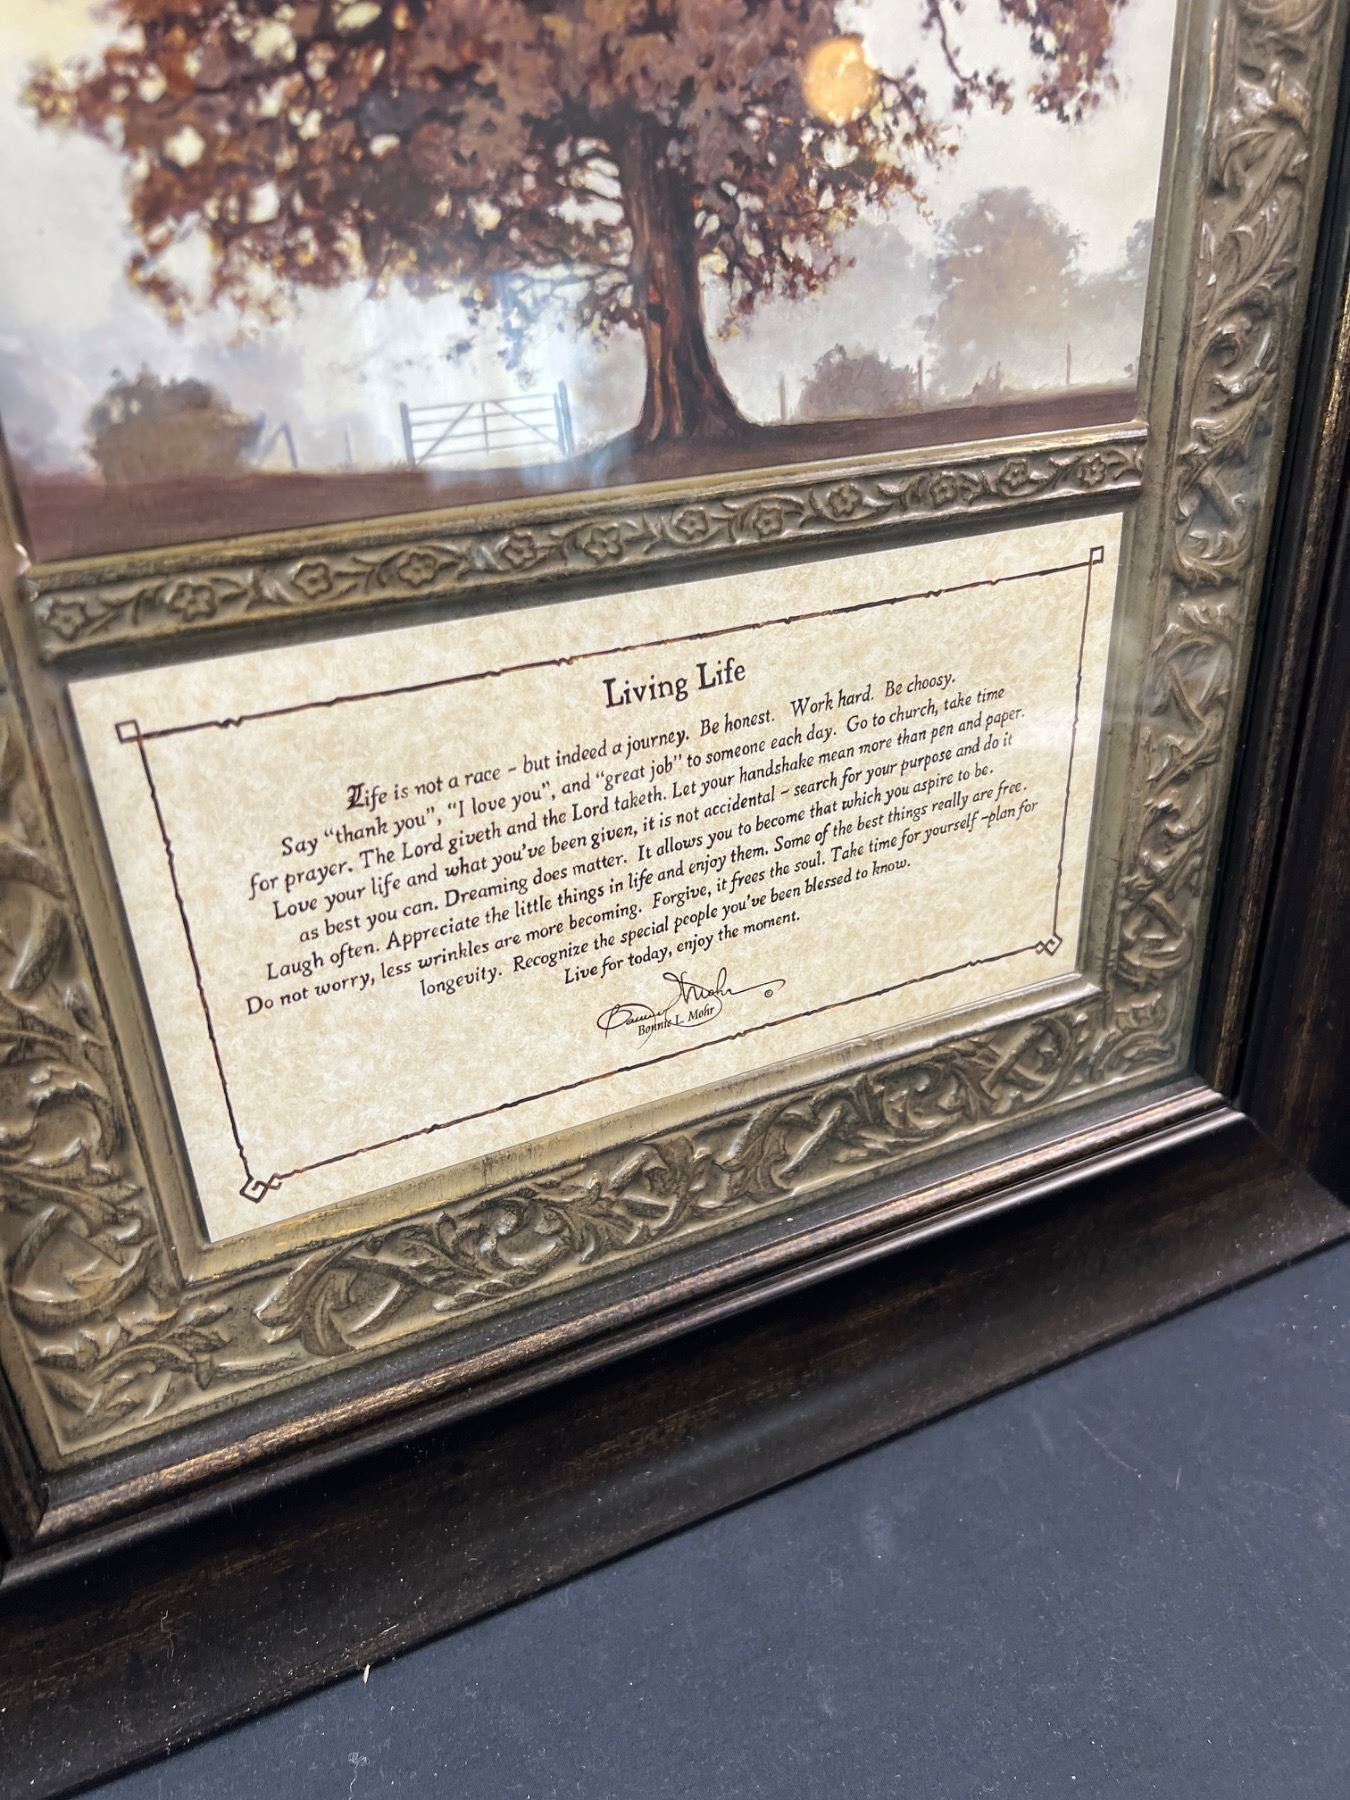 Living Life
Life is not a race ~ but indeed a journey. Be honest. Work hard. Be choosy.
Say “thank you”, “I love you”, and “great job” to someone each day. Go to church, take time
for prayer. The Lord giveth and the Lord taketh. Let your handshake mean more than pen and paper.
Love your life and what you’ve been given, it is not accidental ~ search for your purpose and do it
as best you can. Dreaming does matter. It allows you to become that which you aspire to be.
Laugh often. Appreciate the little things in life and enjoy them. Some of the best things really are free.
Do not worry, less wrinkles are more becoming. Forgive, it frees the soul. Take time for yourself ~plan for
longevity. Recognize the special people you’ve been blessed to know.
Live for today, enjoy the moment.
Bonnie L. Mohr ©
Bonnie L. Mohr